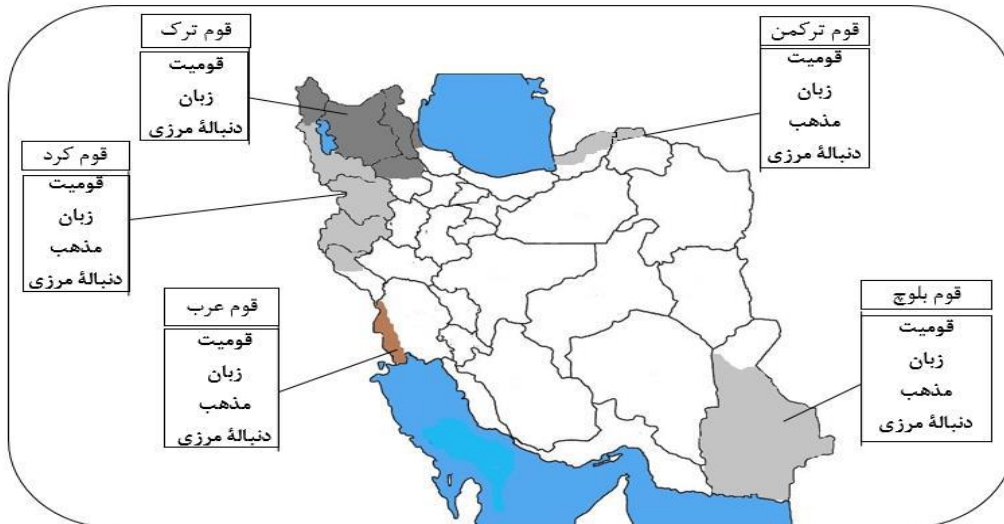 قوم ترکمن
قومیت
زبان
مذهب
دنبالهٔ مرزی
قوم ترک
قومیت
زبان
دنبالهٔ مرزی
قوم کرد
قومیت
زبان
مذهب
دنبالهٔ مرزی
قوم عرب
قومیت
زبان
مذهب
دنبالهٔ مرزی
قوم بلوچ
قومیت
زبان
مذهب
دنبالهٔ مرزی